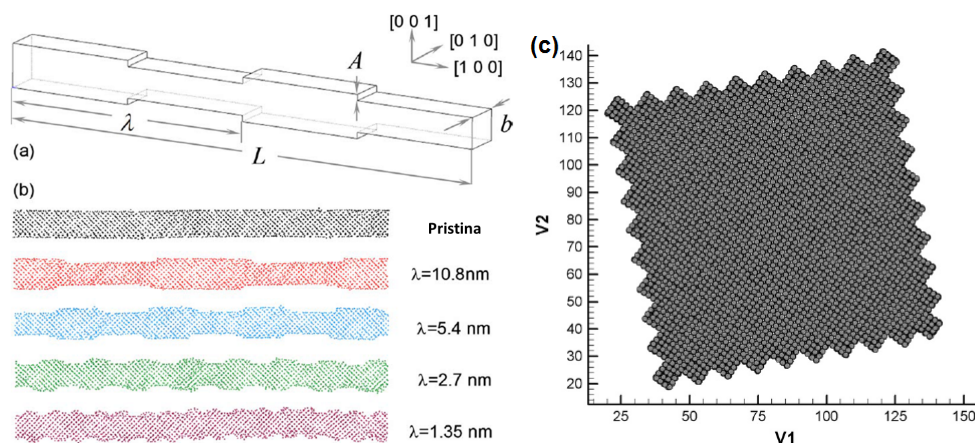 [0 0 1]
[0 1 0]
[1 0 0]
A
b
λ
L
(a)
(b)
Pristina
λ=10.8nm
λ=5.4 nm
λ=2.7 nm
λ=1.35 nm
(c)
V2
140
130
120
110
100
90
80
70
60
50
40
30
20
25
50
75
100
125
150
V1